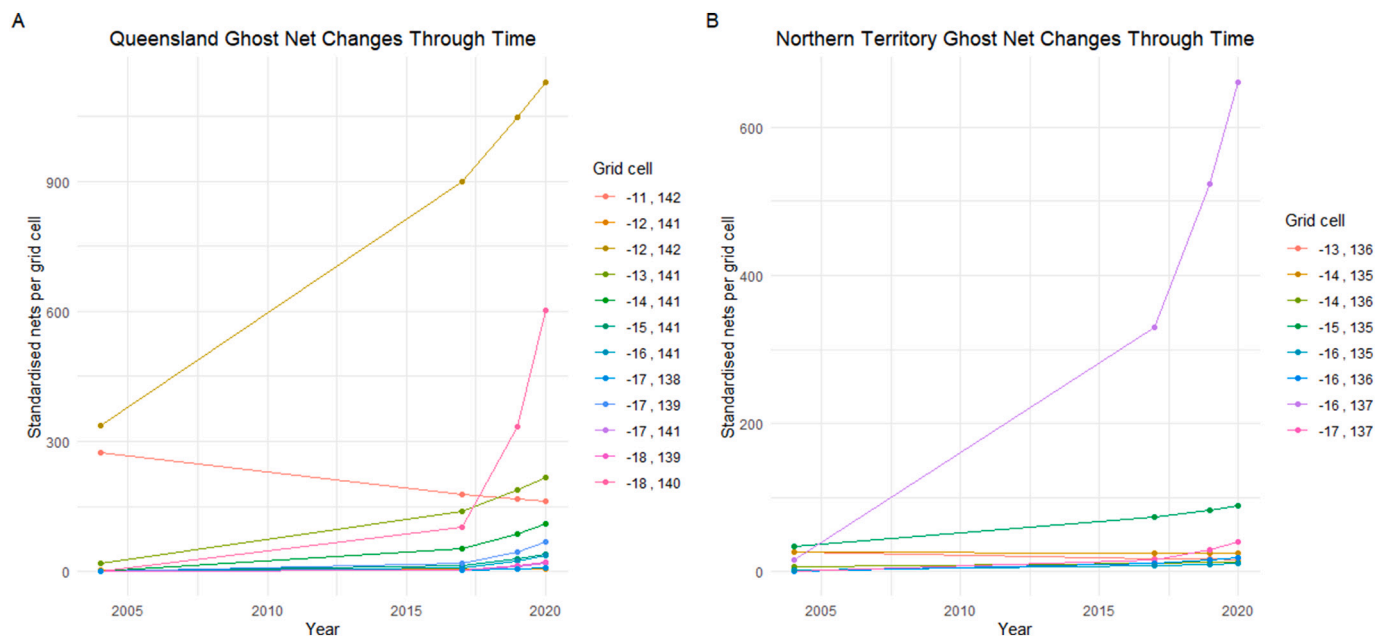 A
Queensland Ghost Net Changes Through Time
Standardised nets per grid cell
900
600
300
0
2005
2010
2015
2020
Year
Grid cell
-11 , 142
-12 , 141
-12 , 142
-13 , 141
-14 , 141
-15 , 141
-16 , 141
-17 , 138
-17 , 139
-17 , 141
-18 , 139
-18 , 140
B
Northern Territory Ghost Net Changes Through Time
Standardised nets per grid cell
600
400
200
0
2005
2010
2015
2020
Year
Grid cell
-13 , 136
-14 , 135
-14 , 136
-15 , 135
-16 , 135
-16 , 136
-16 , 137
-17 , 137